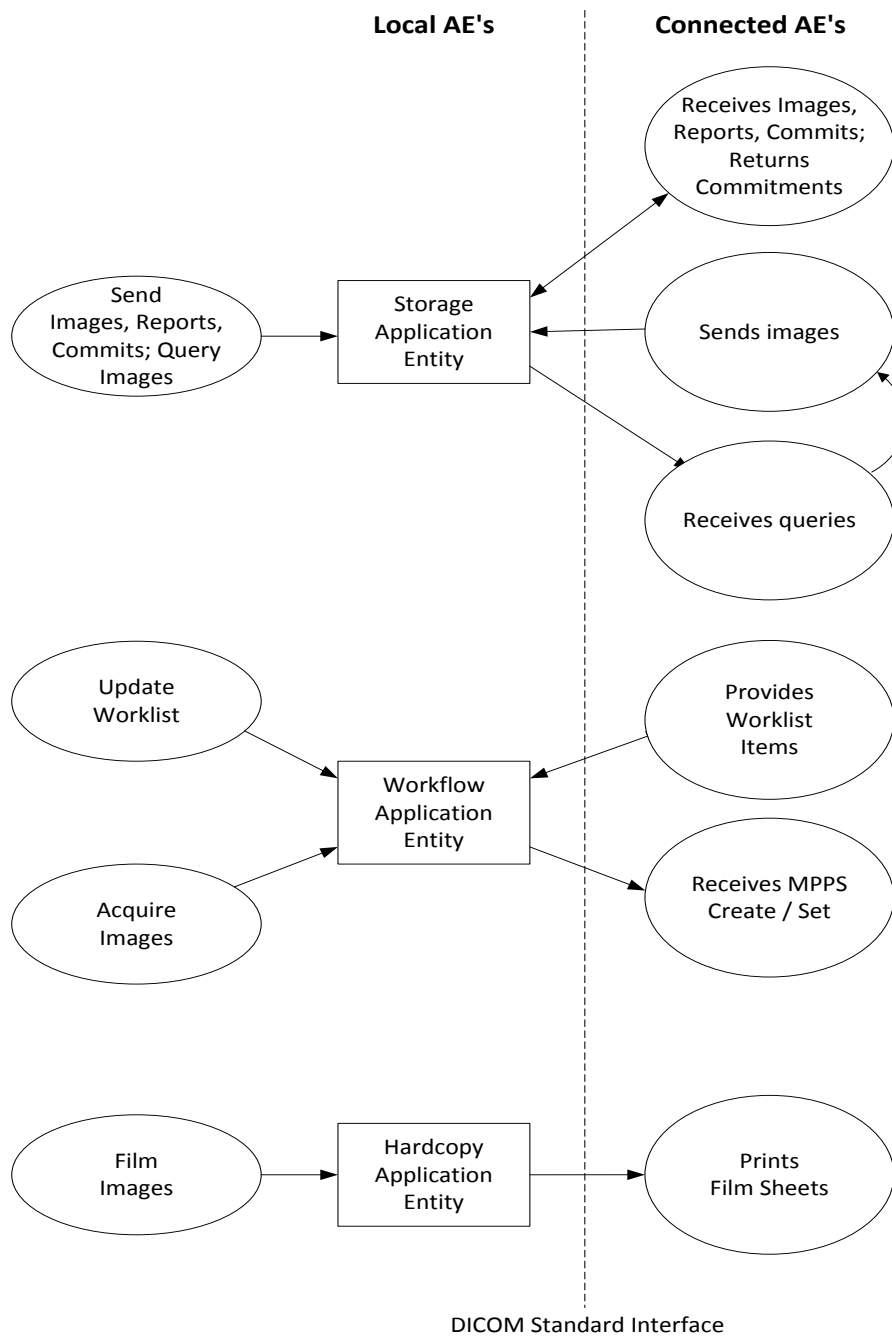 Local AE's
Connected AE's
Receives Images,
Reports, Commits;
Returns
Commitments
Send
Images, Reports,
Commits; Query
Images
Storage
Application
Entity
Sends images
Receives queries
Update
Worklist
Provides
Worklist
Items
Workflow
Application
Entity
Acquire
Images
Receives MPPS
Create / Set
Film
Images
Hardcopy
Application
Entity
Prints
Film Sheets
DICOM Standard Interface